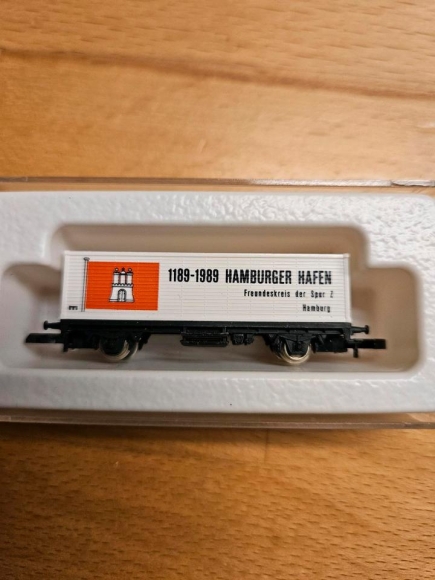 1189-1989 HAMBURGER HAFEN
Freundeskreis der Spur Z
Hamburg